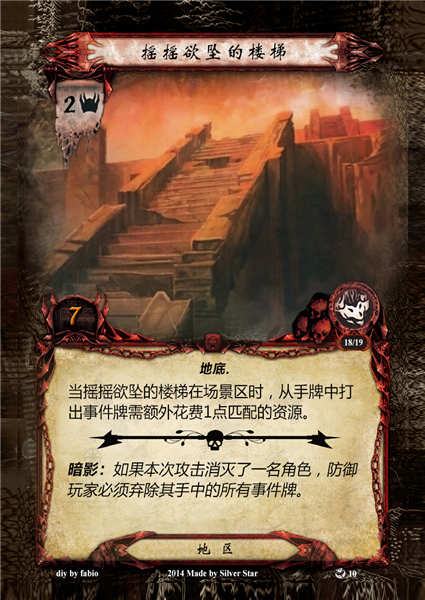 摇摇欲坠的楼梯
2
7
18/19
地底.
当摇摇欲坠的楼梯在场景区时，从手牌中打
出事件牌需额外花费1点匹配的资源。
暗影：如果本次攻击消灭了一名角色，防御
玩家必须弃除其手中的所有事件牌。
地 区
diy by fabio 2014 Made by Silver Star 10